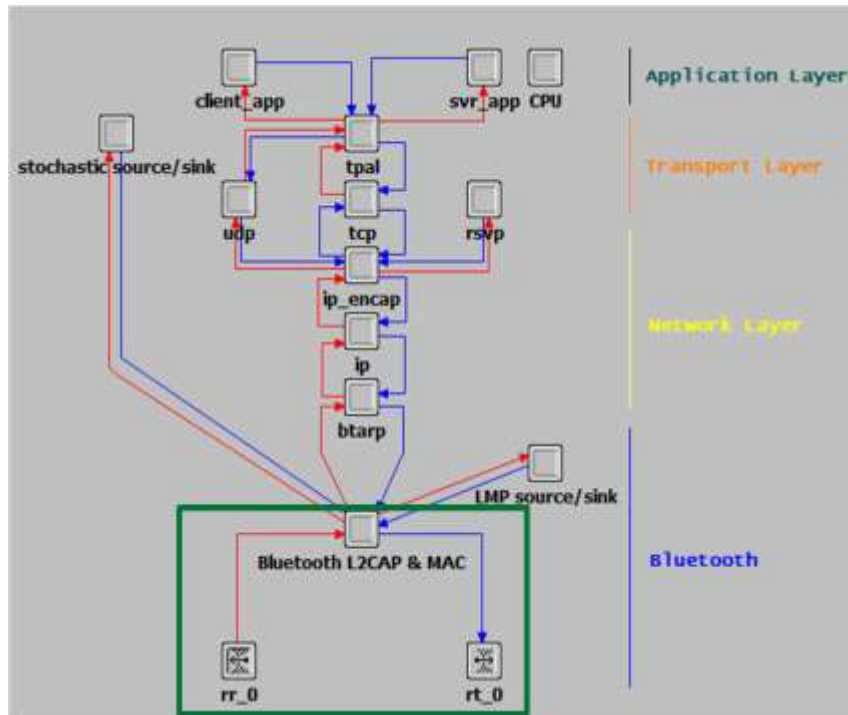 client_app
svr_app
CPU
Application Layer
stochastic source/sink
tpal
Transport Layer
udp
tcp
rsvp
ip_encap
Network Layer
ip
btarp
LMP source/sink
Bluetooth L2CAP & MAC
Bluetooth
rr_0
rt_0